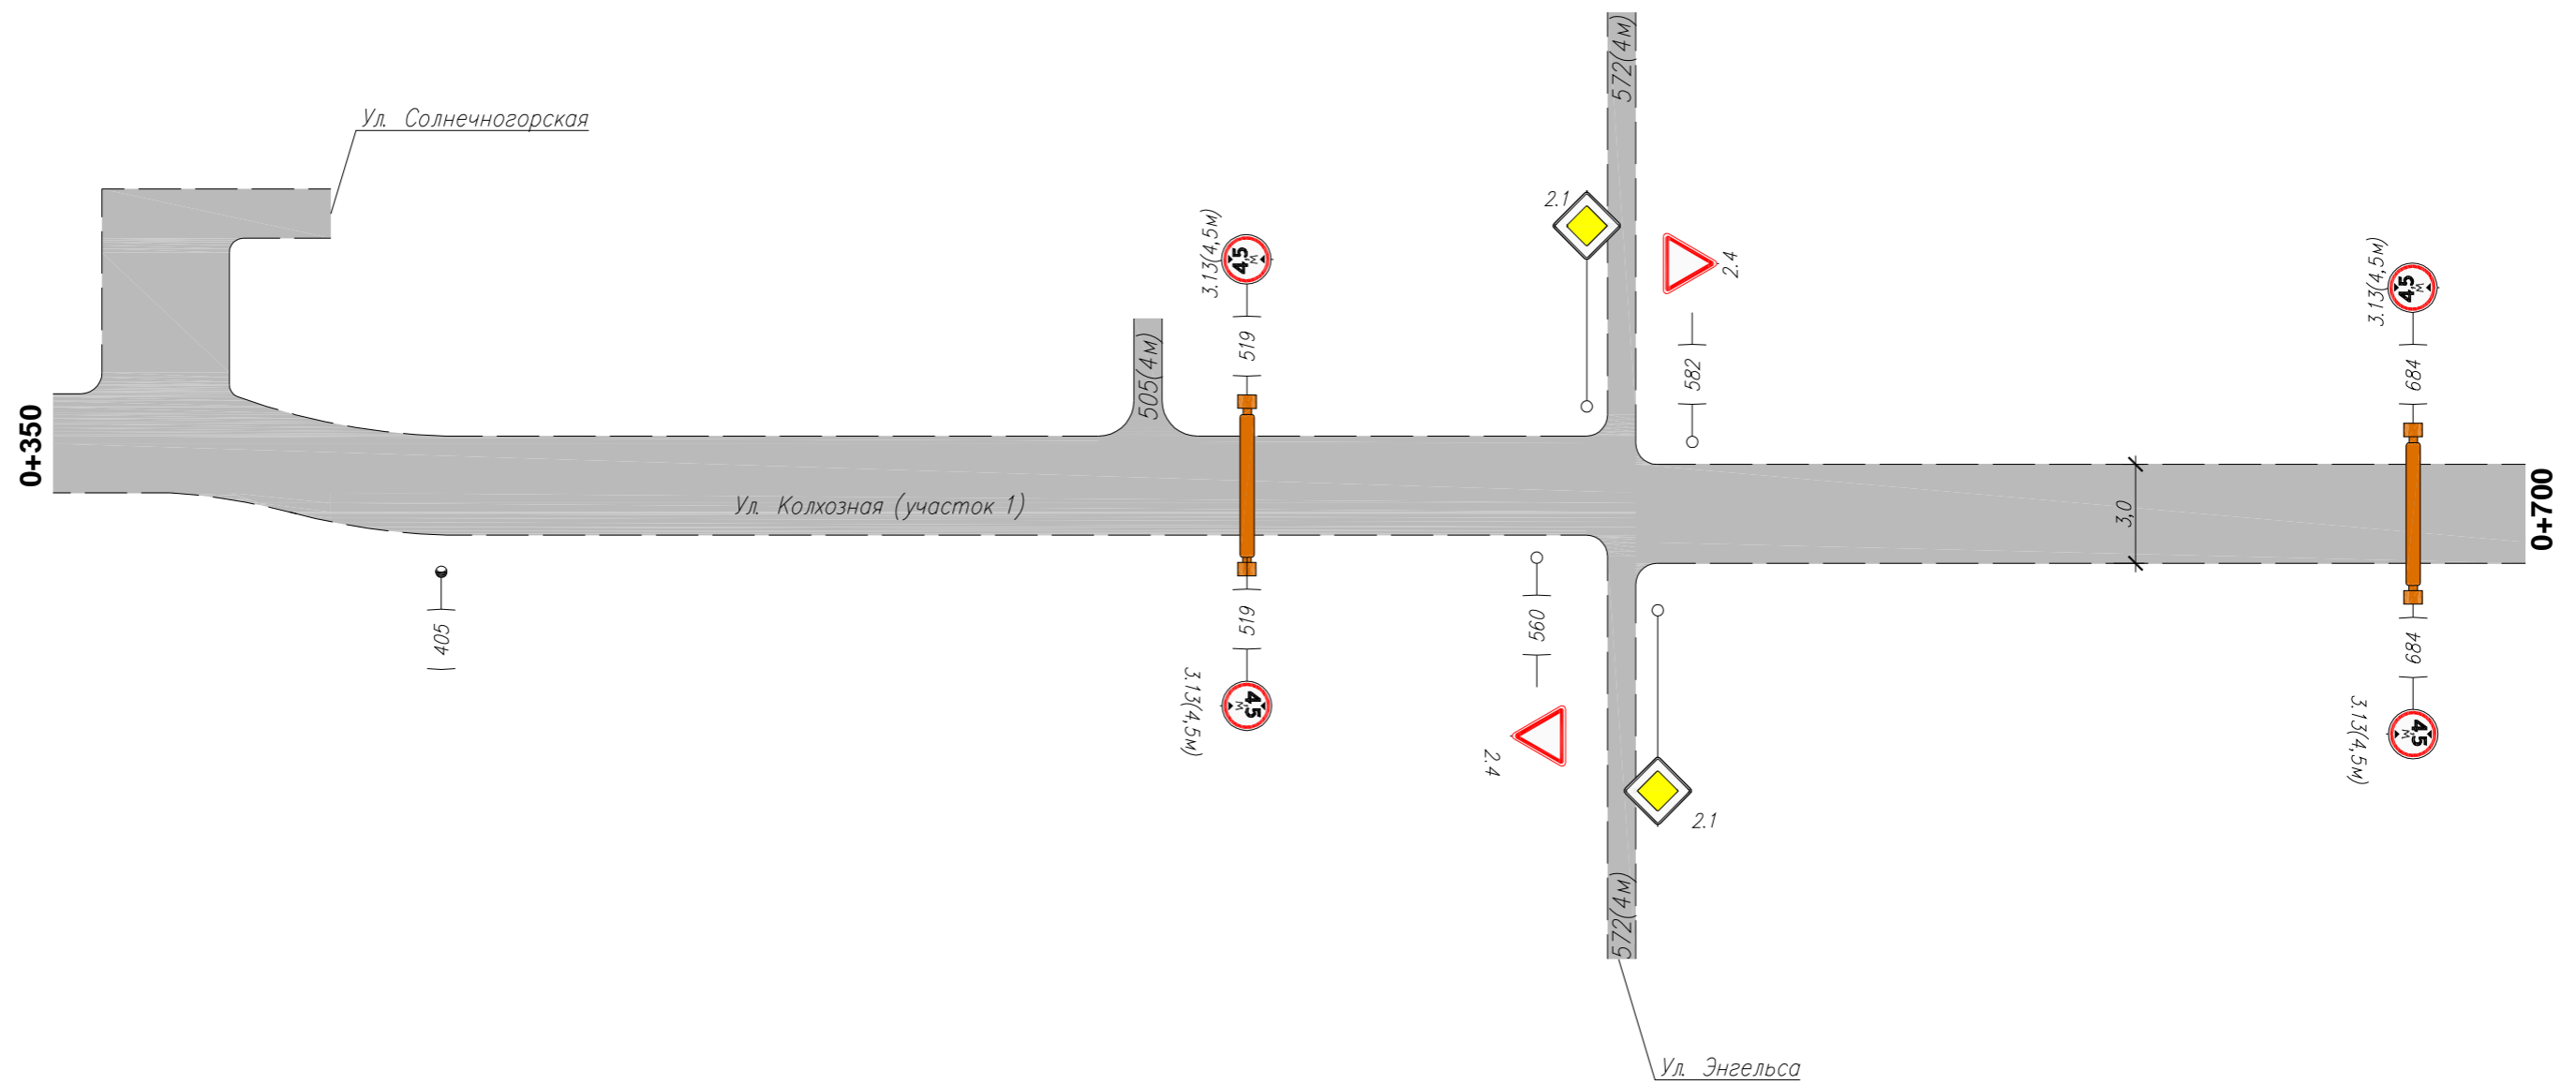 572(4м)
Ул. Солнечногорская
2.1
3.13(4,5м)
4,5
М
2.4
3.13(4,5м)
4,5
М
519
505(4м)
582
684
0+350
Ул. Колхозная (участок 1)
3,0
0+700
405
519
560
684
3.13(4,5м)
4,5
М
2.4
3.13(4,5м)
4,5
М
2.1
572(4м)
Ул. Энгельса